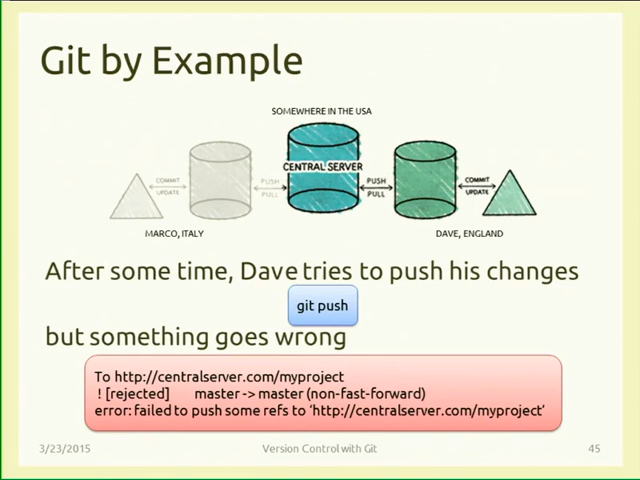 Git by Example
SOMEWHERE IN THE USA
CENTRAL SERVER
COMMIT
UPDATE
PUSH
PULL
PUSH
PULL
COMMIT
UPDATE
MARCO, ITALY
DAVE, ENGLAND
After some time, Dave tries to push his changes
git push
but something goes wrong
To http://centralserver.com/myproject
! [rejected] master -> master (non-fast-forward)
error: failed to push some refs to ‘http://centralserver.com/myproject’
3/23/2015
Version Control with Git
45